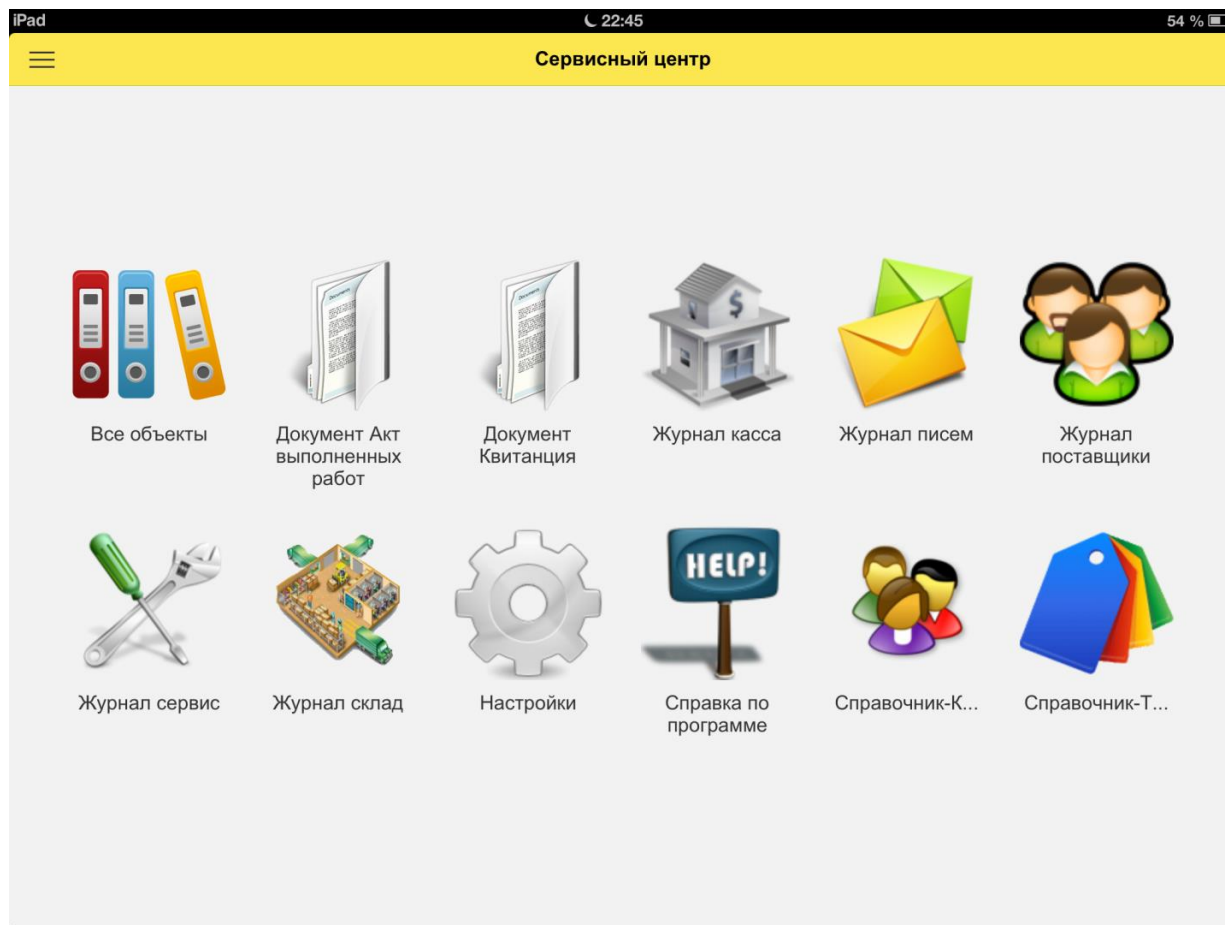 iPad
22:45
54 %
Сервисный центр
Все объекты
Документ Акт
выполненных
работ
Документ
Квитанция
Журнал касса
Журнал писем
Журнал
поставщики
HELP!
Журнал сервис
Журнал склад
Настройки
Справка по
программе
Справочник-К...
Справочник-Т...